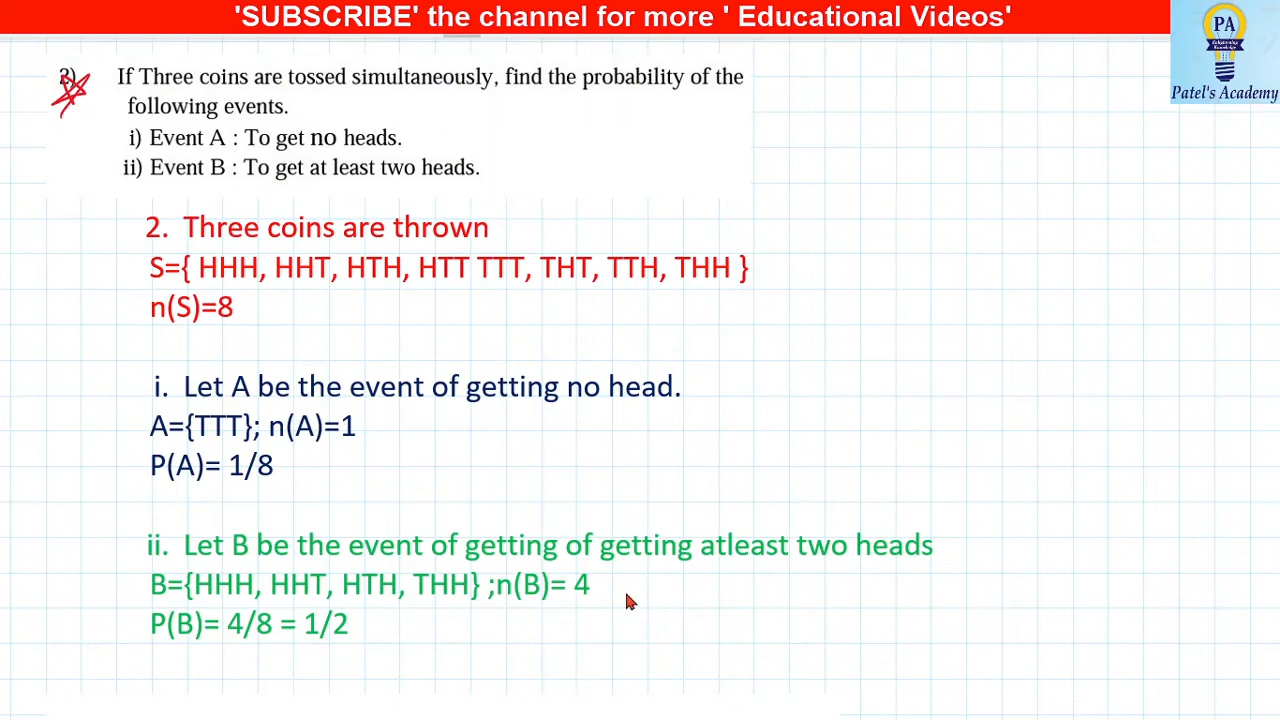 'SUBSCRIBE' the channel for more ' Educational Videos'
PA
Patel's Academy
2) If Three coins are tossed simultaneously, find the probability of the
following events.
i) Event A : To get no heads.
ii) Event B : To get at least two heads.
2. Three coins are thrown
S={ HHH, HHT, HTH, HTT TTT, THT, TTH, THH }
n(S)=8
i. Let A be the event of getting no head.
A={TTT}; n(A)=1
P(A)= 1/8
ii. Let B be the event of getting of getting atleast two heads
B={HHH, HHT, HTH, THH} ;n(B)= 4
P(B)= 4/8 = 1/2